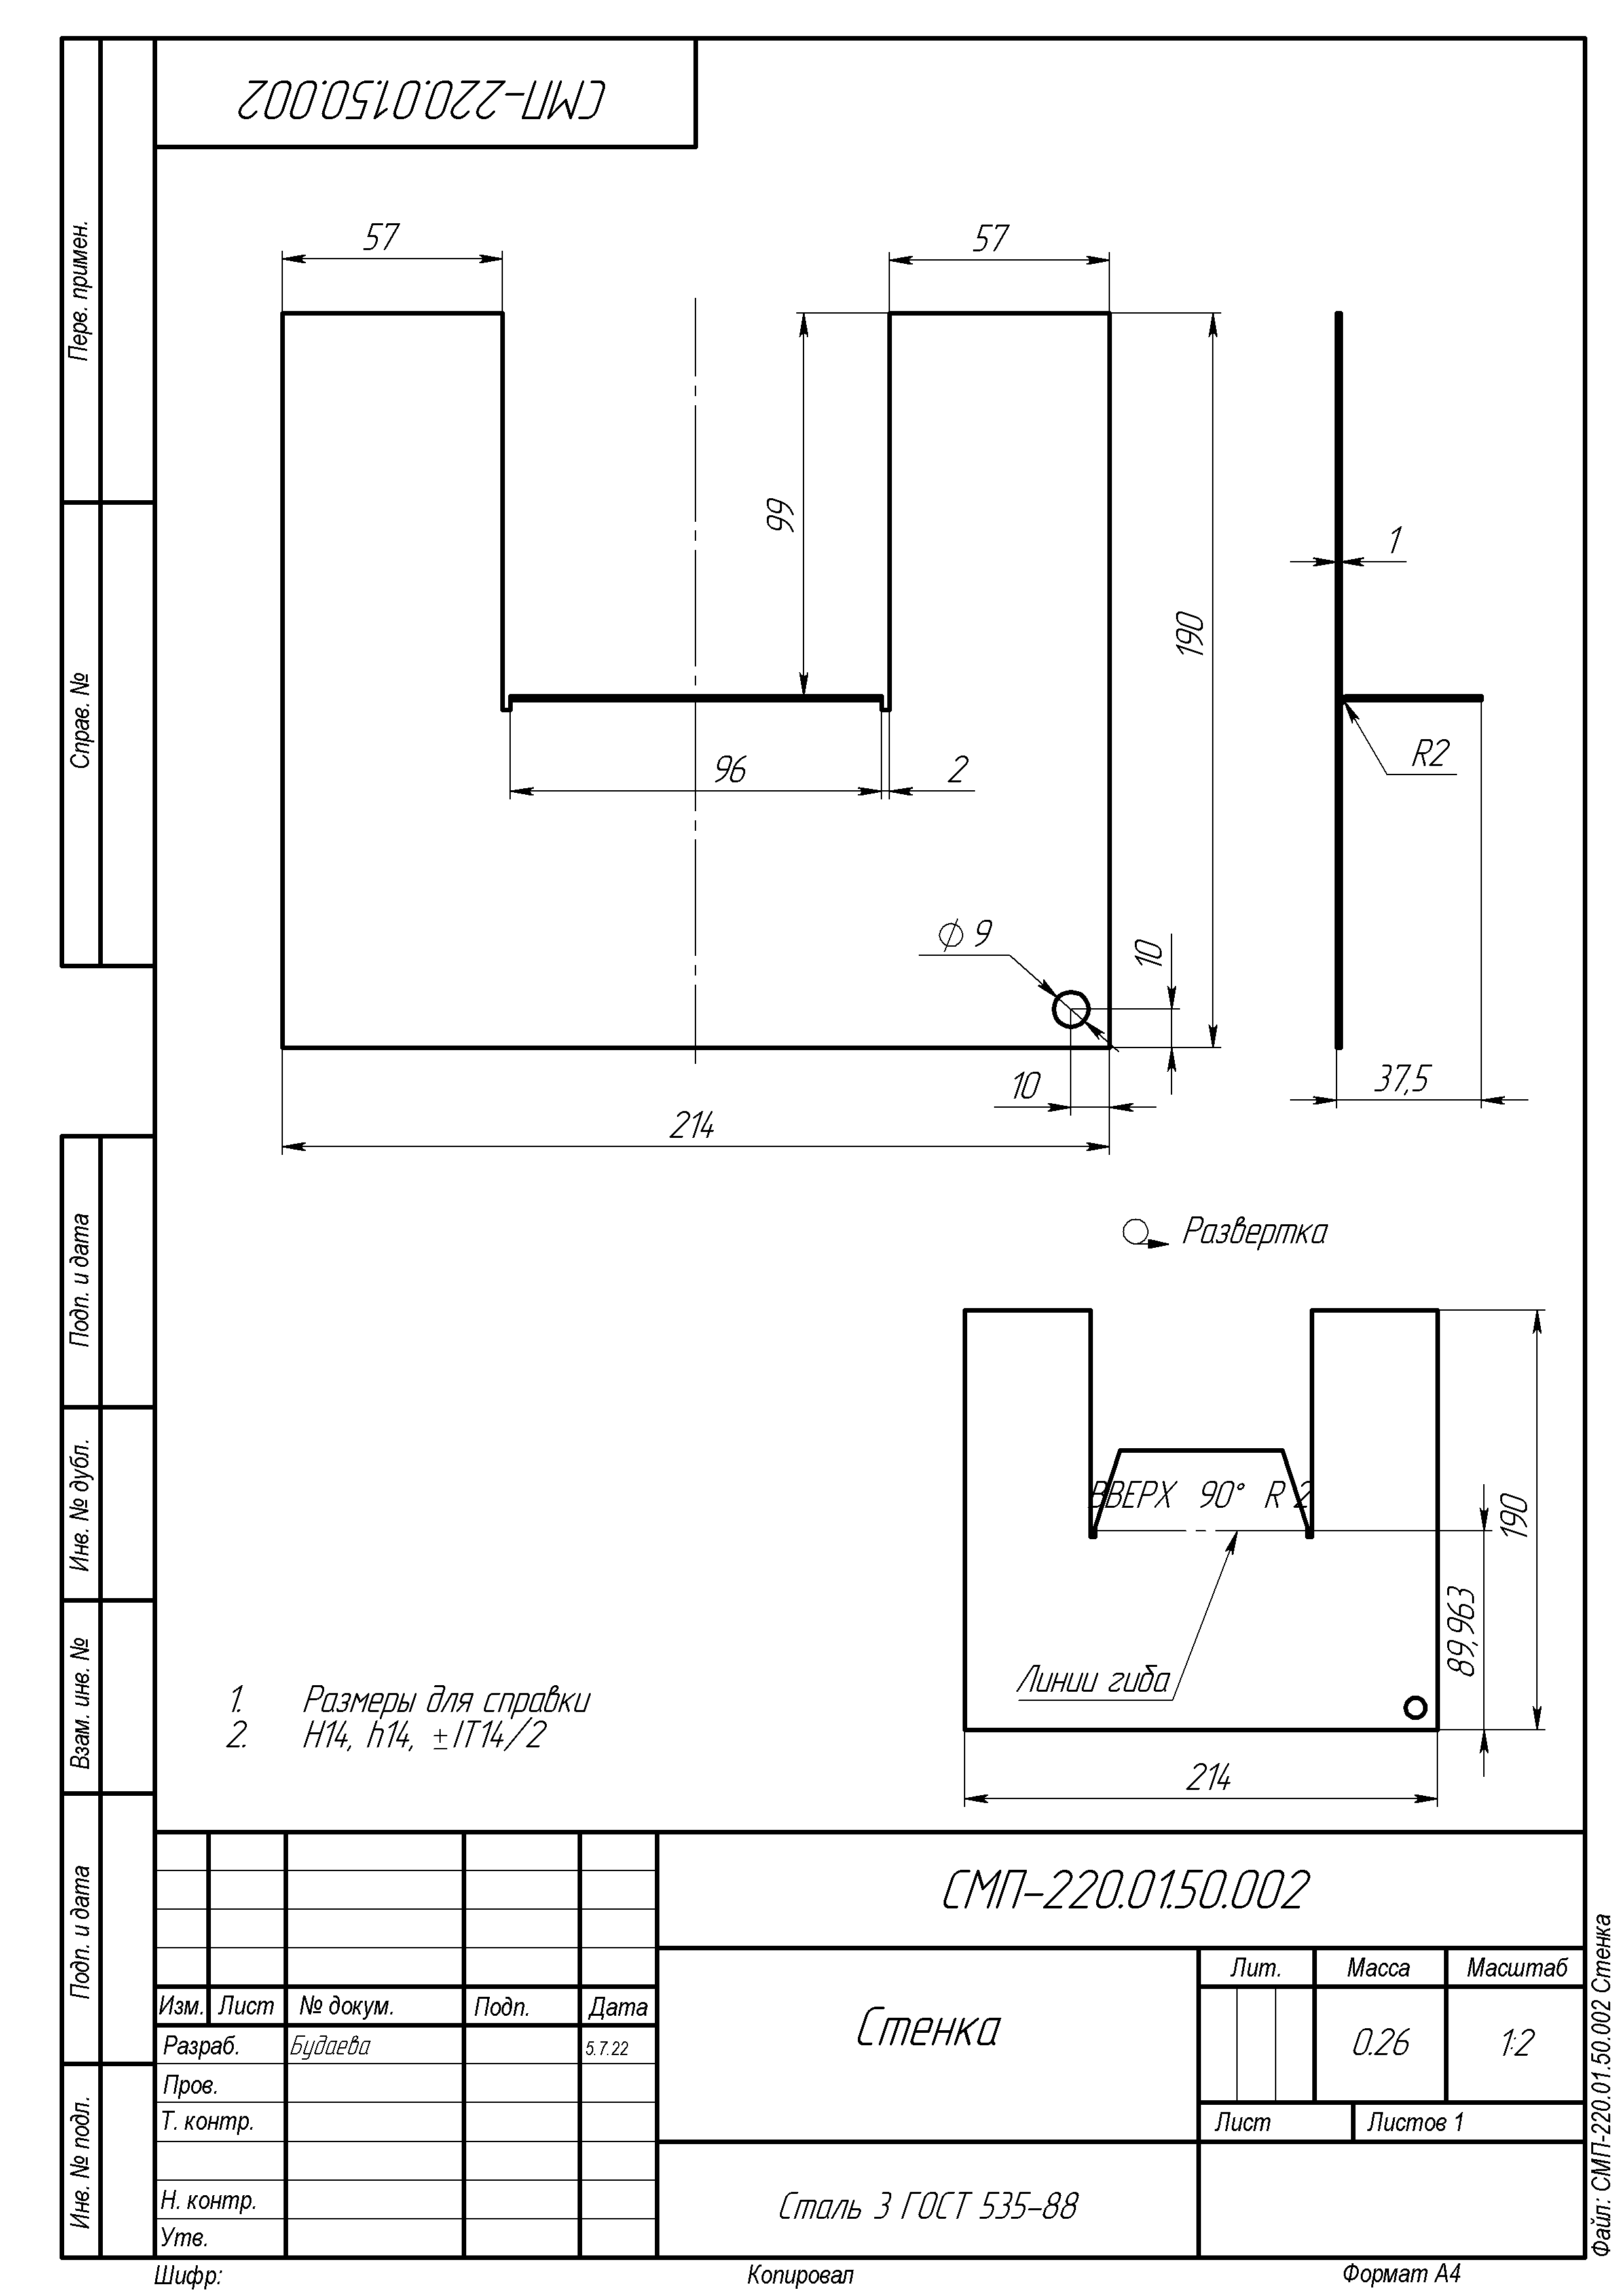 СМП-220.01.50.002
Перв. примен.
Справ. №
57
57
99
190
1
R2
96
2
⌀ 9
10
10
214
37,5
Развертка
ВВЕРХ 90° R 2
190
89,963
Линии гиба
214
1. Размеры для справки
2. H14, h14, ±IT14/2
Подп. и дата
Инв. № дубл.
Взам. инв. №
Подп. и дата
Инв. № подл.
СМП-220.01.50.002
Изм. Лист № докум. Подп. Дата
Разраб. Будаева 5.7.22
Пров.
Т. контр.
Н. контр.
Утв.
Стенка
Лит. Масса Масштаб
0.26 1:2
Лист Листов 1
Сталь 3 ГОСТ 535-88
Шифр: Копировал Формат А4
Файл: СМП-220.01.50.002 Стенка